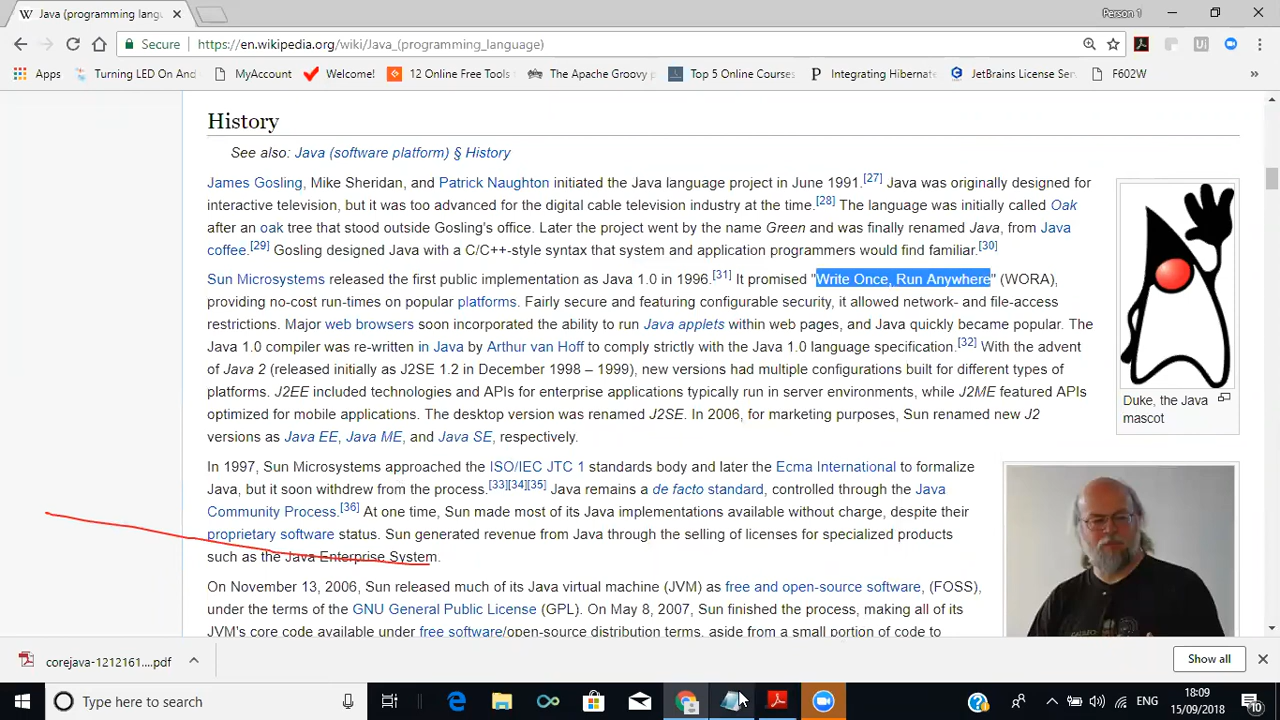 Java (programming langu
Person 1
Secure
https://en.wikipedia.org/wiki/Java_(programming_language)
Apps
Turning LED On And
MyAccount
Welcome!
12 Online Free Tools
The Apache Groovy
Top 5 Online Courses
Integrating Hibernat
JetBrains License Serv
F602W
»
History
See also: Java (software platform) § History
James Gosling, Mike Sheridan, and Patrick Naughton initiated the Java language project in June 1991.[27] Java was originally designed for
interactive television, but it was too advanced for the digital cable television industry at the time.[28] The language was initially called Oak
after an oak tree that stood outside Gosling's office. Later the project went by the name Green and was finally renamed Java, from Java
coffee.[29] Gosling designed Java with a C/C++-style syntax that system and application programmers would find familiar.[30]
Sun Microsystems released the first public implementation as Java 1.0 in 1996.[31] It promised "Write Once, Run Anywhere" (WORA),
providing no-cost run-times on popular platforms. Fairly secure and featuring configurable security, it allowed network- and file-access
restrictions. Major web browsers soon incorporated the ability to run Java applets within web pages, and Java quickly became popular. The
Java 1.0 compiler was re-written in Java by Arthur van Hoff to comply strictly with the Java 1.0 language specification.[32] With the advent
of Java 2 (released initially as J2SE 1.2 in December 1998 – 1999), new versions had multiple configurations built for different types of
platforms. J2EE included technologies and APIs for enterprise applications typically run in server environments, while J2ME featured APIs
optimized for mobile applications. The desktop version was renamed J2SE. In 2006, for marketing purposes, Sun renamed new J2
versions as Java EE, Java ME, and Java SE, respectively.
Duke, the Java
mascot
In 1997, Sun Microsystems approached the ISO/IEC JTC 1 standards body and later the Ecma International to formalize
Java, but it soon withdrew from the process.[33][34][35] Java remains a de facto standard, controlled through the Java
Community Process.[36] At one time, Sun made most of its Java implementations available without charge, despite their
proprietary software status. Sun generated revenue from Java through the selling of licenses for specialized products
such as the Java Enterprise System.
On November 13, 2006, Sun released much of its Java virtual machine (JVM) as free and open-source software, (FOSS),
under the terms of the GNU General Public License (GPL). On May 8, 2007, Sun finished the process, making all of its
JVM's core code available under free software/open-source distribution terms, aside from a small portion of code to
corejava-1212161....pdf
Show all
Type here to search
ENG
18:09
15/09/2018
10